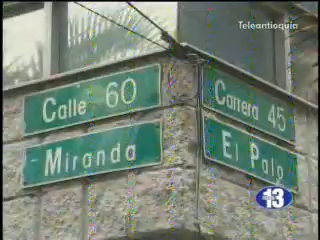 Teleantioquia
Calle 60
Miranda
Carrera 45
El Palo
13